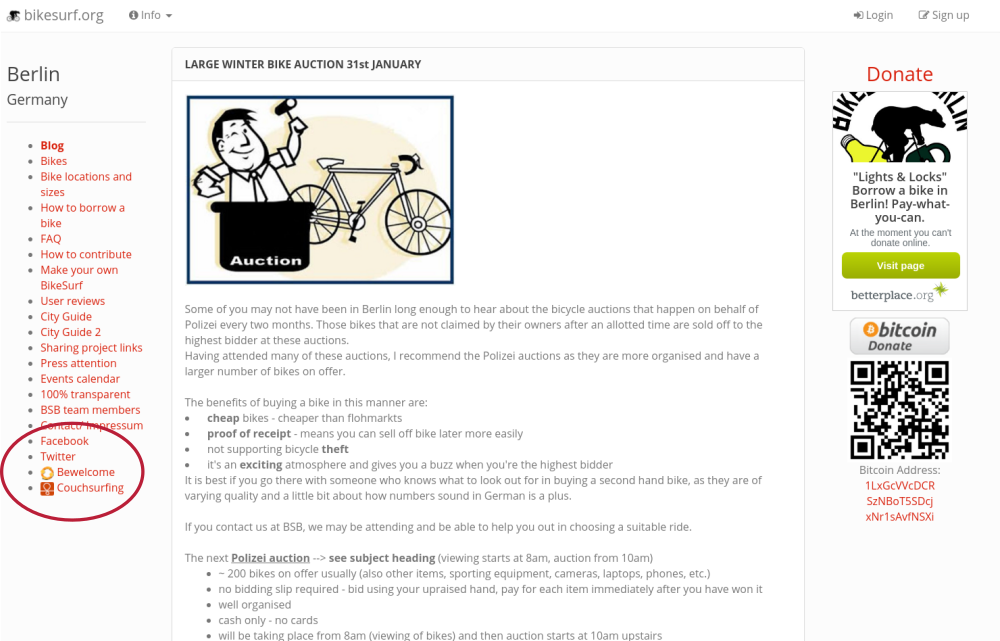 bikesurf.org
Info
Login
Sign up
Berlin
Germany
Blog
Bikes
Bike locations and
sizes
How to borrow a
bike
FAQ
How to contribute
Make your own
BikeSurf
User reviews
City Guide
City Guide 2
Sharing project links
Press attention
Events calendar
100% transparent
BSB team members
Contact/ Impressum
Facebook
Twitter
Bewelcome
Couchsurfing
LARGE WINTER BIKE AUCTION 31st JANUARY
Auction
Some of you may not have been in Berlin long enough to hear about the bicycle auctions that happen on behalf of
Polizei every two months. Those bikes that are not claimed by their owners after an allotted time are sold off to the
highest bidder at these auctions.
Having attended many of these auctions, I recommend the Polizei auctions as they are more organised and have a
larger number of bikes on offer.
The benefits of buying a bike in this manner are:
cheap bikes - cheaper than flohmarkts
proof of receipt - means you can sell off bike later more easily
not supporting bicycle theft
it's an exciting atmosphere and gives you a buzz when you're the highest bidder
It is best if you go there with someone who knows what to look out for in buying a second hand bike, as they are of
varying quality and a little bit about how numbers sound in German is a plus.
If you contact us at BSB, we may be attending and be able to help you out in choosing a suitable ride.
The next Polizei auction --> see subject heading (viewing starts at 8am, auction from 10am)
~ 200 bikes on offer usually (also other items, sporting equipment, cameras, laptops, phones, etc.)
no bidding slip required - bid using your upraised hand, pay for each item immediately after you have won it
well organised
cash only - no cards
will be taking place from 8am (viewing of bikes) and then auction starts at 10am upstairs
Donate
"Lights & Locks"
Borrow a bike in
Berlin! Pay-what-
you-can.
At the moment you can't
donate online.
Visit page
betterplace.org
bitcoin
Donate
Bitcoin Address:
1LxGcVVcDCR
SzNBoT5SDcj
xNr1sAvfNSXi